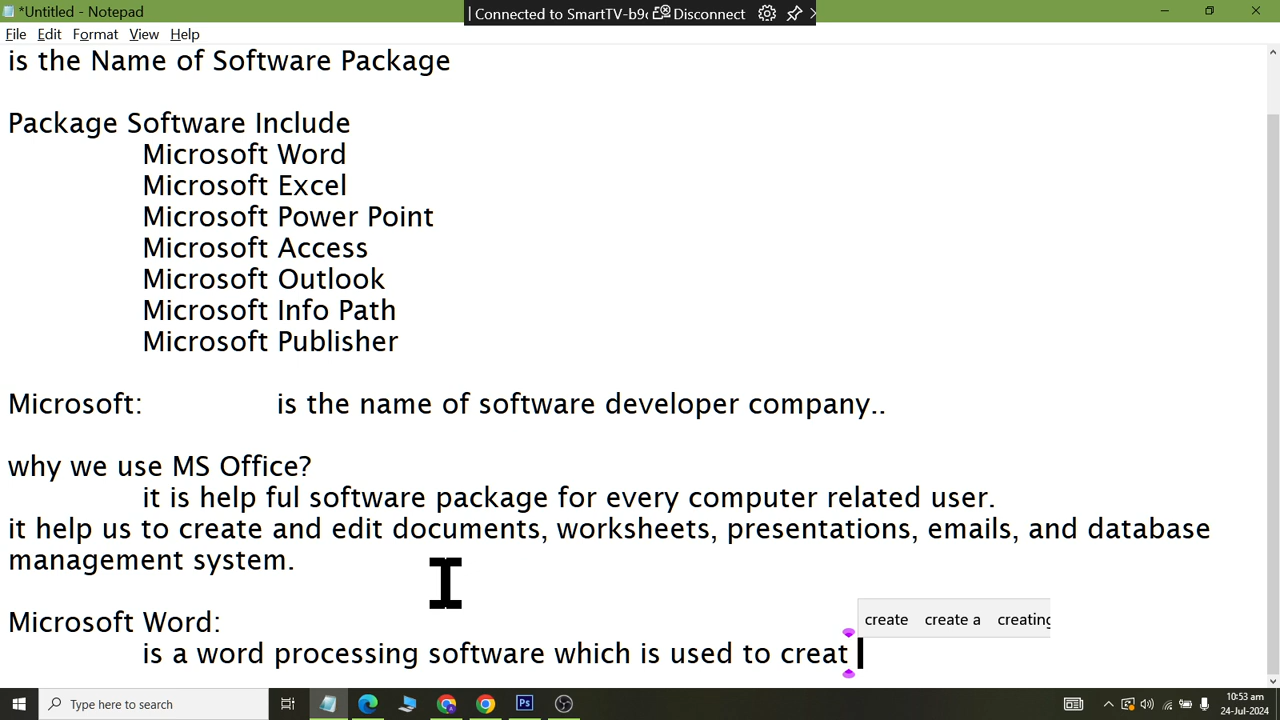 *Untitled - Notepad
Connected to SmartTV-b9 Disconnect
File Edit Format View Help
is the Name of Software Package
Package Software Include
Microsoft Word
Microsoft Excel
Microsoft Power Point
Microsoft Access
Microsoft Outlook
Microsoft Info Path
Microsoft Publisher
Microsoft: is the name of software developer company..
why we use MS Office?
it is help ful software package for every computer related user.
it help us to create and edit documents, worksheets, presentations, emails, and database
management system.
create create a creating
Microsoft Word:
is a word processing software which is used to creat
Type here to search
Ps
10:53 am
24-Jul-2024